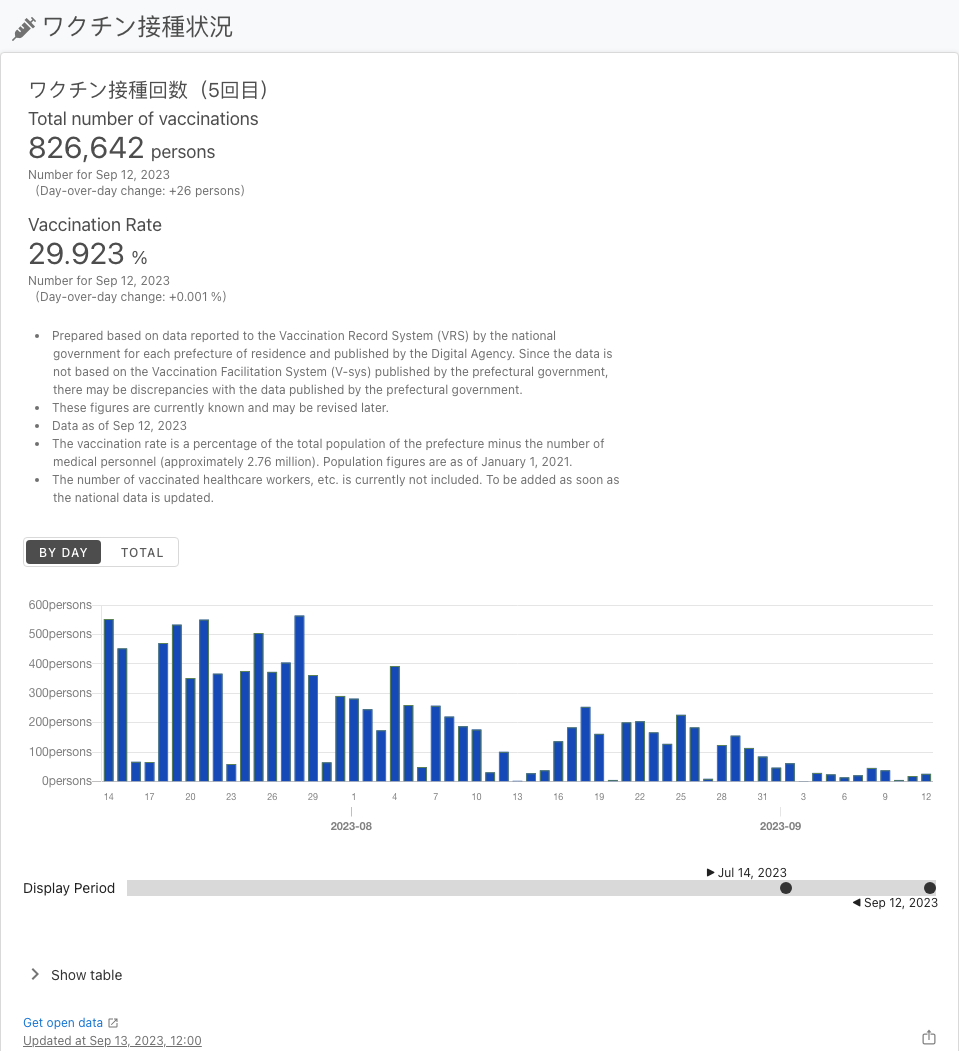 ワクチン接種状況
ワクチン接種回数（5回目）
Total number of vaccinations
826,642 persons
Number for Sep 12, 2023
(Day-over-day change: +26 persons)
Vaccination Rate
29.923 %
Number for Sep 12, 2023
(Day-over-day change: +0.001 %)
• Prepared based on data reported to the Vaccination Record System (VRS) by the national
government for each prefecture of residence and published by the Digital Agency. Since the data is
not based on the Vaccination Facilitation System (V-sys) published by the prefectural government,
there may be discrepancies with the data published by the prefectural government.
• These figures are currently known and may be revised later.
• Data as of Sep 12, 2023
• The vaccination rate is a percentage of the total population of the prefecture minus the number of
medical personnel (approximately 2.76 million). Population figures are as of January 1, 2021.
• The number of vaccinated healthcare workers, etc. is currently not included. To be added as soon as
the national data is updated.
BY DAY TOTAL
600persons
500persons
400persons
300persons
200persons
100persons
0persons
14 17 20 23 26 29 1 4 7 10 13 16 19 22 25 28 31 3 6 9 12
2023-08 2023-09
Jul 14, 2023
Display Period
Sep 12, 2023
Show table
Get open data
Updated at Sep 13, 2023, 12:00